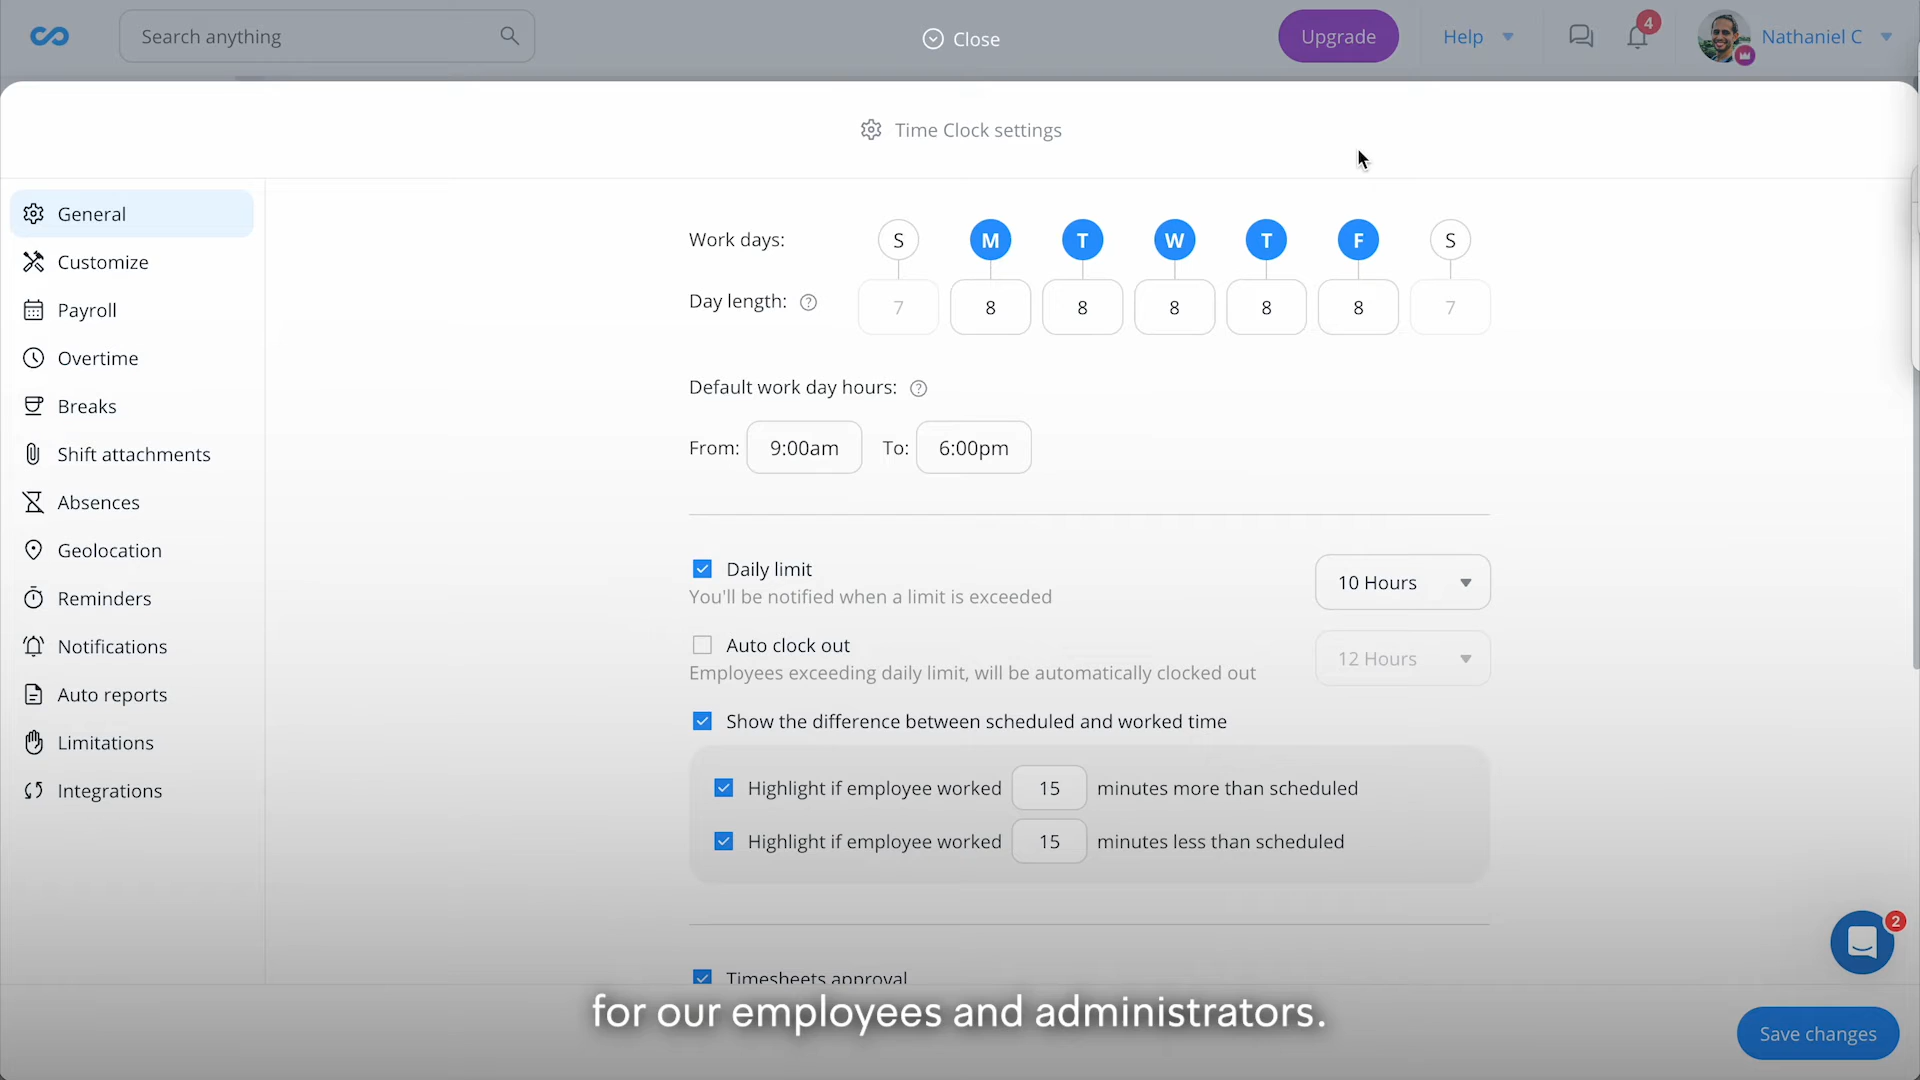 Search anything
Close
Upgrade
Help
4
Nathaniel C
Time Clock settings
General
Customize
Payroll
Overtime
Breaks
Shift attachments
Absences
Geolocation
Reminders
Notifications
Auto reports
Limitations
Integrations
Work days: S M T W T F S
Day length: ? 7 8 8 8 8 8 7
Default work day hours: ?
From: 9:00am To: 6:00pm
Daily limit
You'll be notified when a limit is exceeded
10 Hours
Auto clock out
Employees exceeding daily limit, will be automatically clocked out
12 Hours
Show the difference between scheduled and worked time
Highlight if employee worked 15 minutes more than scheduled
Highlight if employee worked 15 minutes less than scheduled
2
Timesheets approval
for our employees and administrators.
Save changes